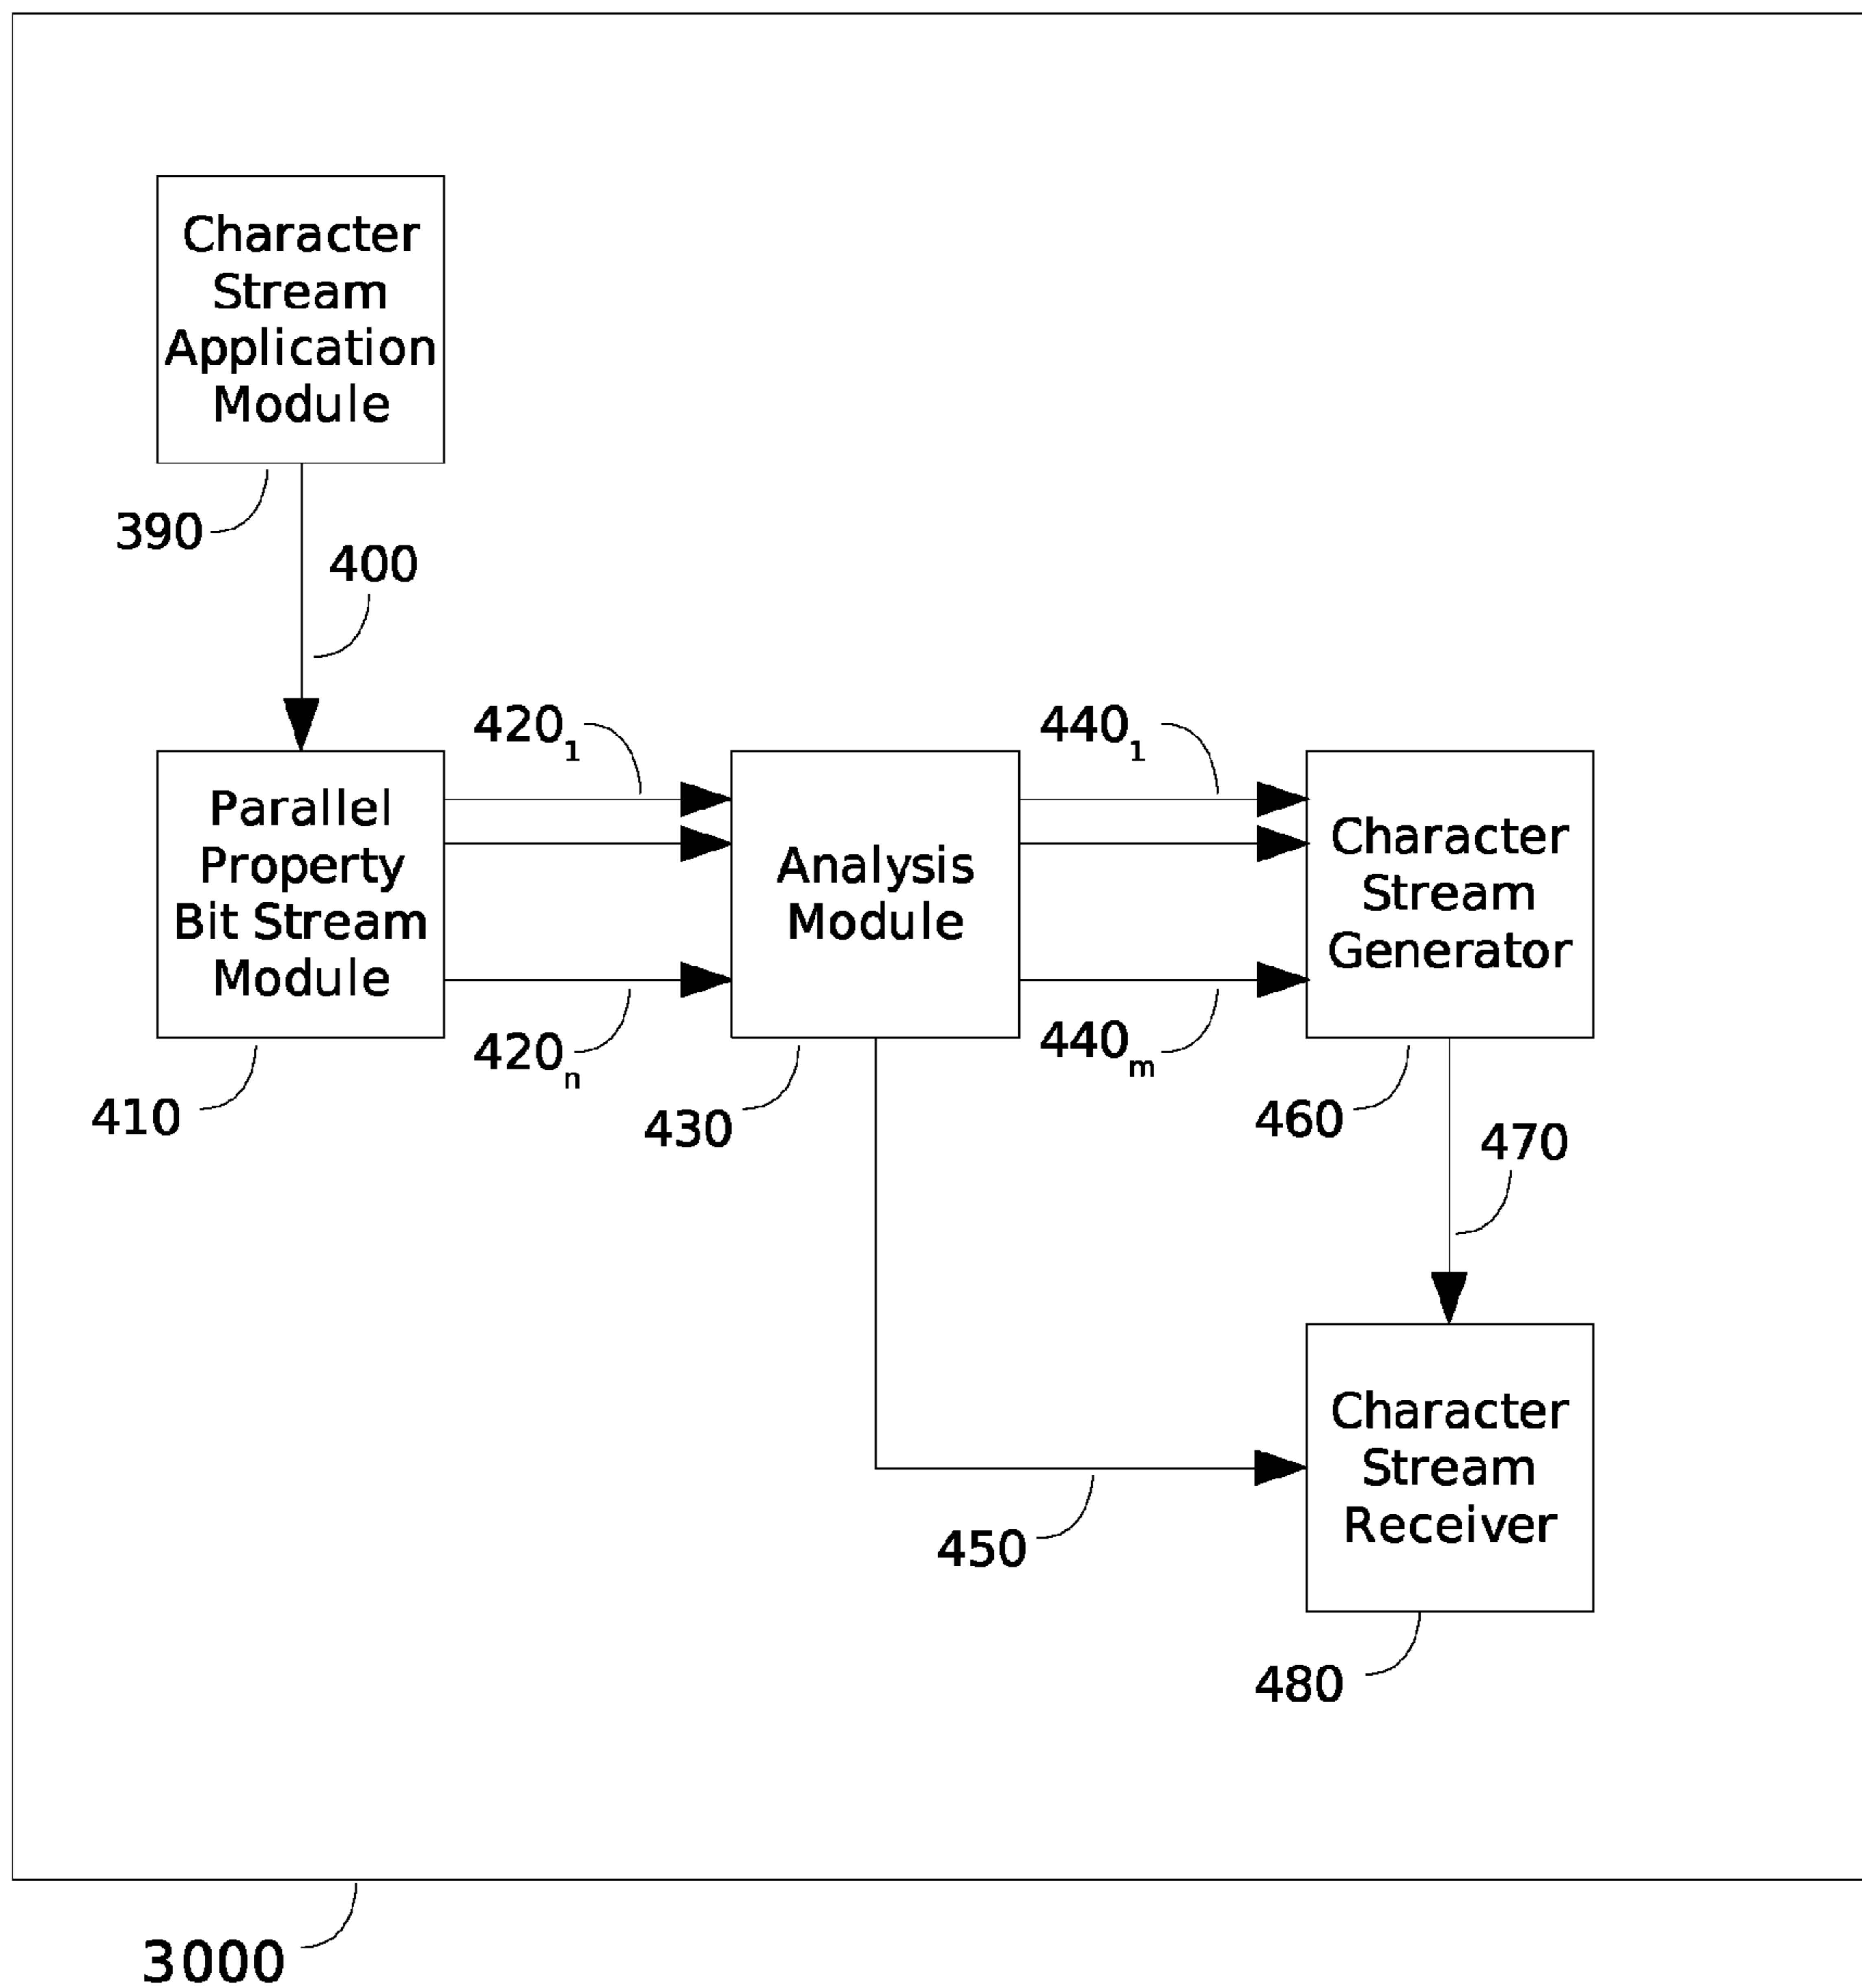 Character
Stream
Application
Module
390
400
420₁
440₁
Parallel
Property
Bit Stream
Module
Analysis
Module
Character
Stream
Generator
420ₙ
440ₘ
410
430
460
470
Character
Stream
Receiver
450
480
3000